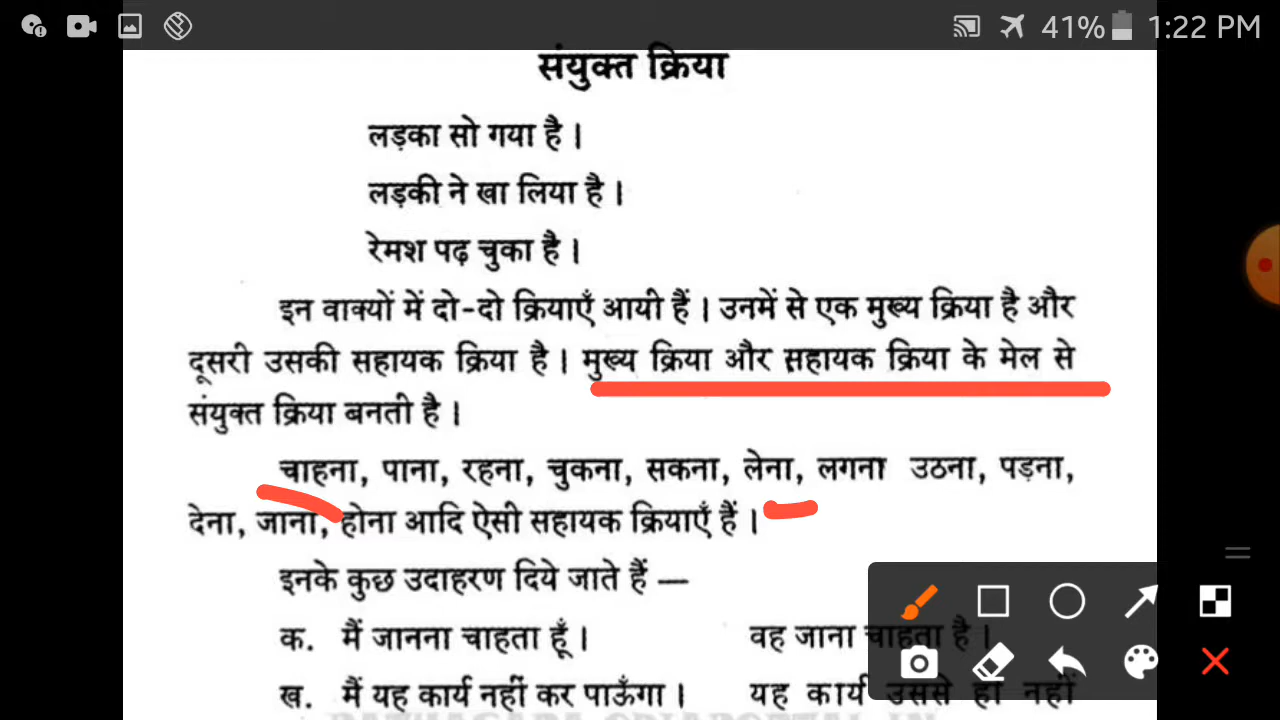 41% 1:22 PM
संयुक्त क्रिया
लड़का सो गया है ।
लड़की ने खा लिया है ।
रेमश पढ़ चुका है ।
इन वाक्यों में दो-दो क्रियाएँ आयी हैं । उनमें से एक मुख्य क्रिया है और
दूसरी उसकी सहायक क्रिया है । मुख्य क्रिया और सहायक क्रिया के मेल से
संयुक्त क्रिया बनती है ।
चाहना, पाना, रहना, चुकना, सकना, लेना, लगना उठना, पड़ना,
देना, जाना, होना आदि ऐसी सहायक क्रियाएँ हैं ।
इनके कुछ उदाहरण दिये जाते हैं —
क. मैं जानना चाहता हूँ । वह जाना चाहता है ।
ख. मैं यह कार्य नहीं कर पाऊँगा । यह कार्य उससे हो नहीं